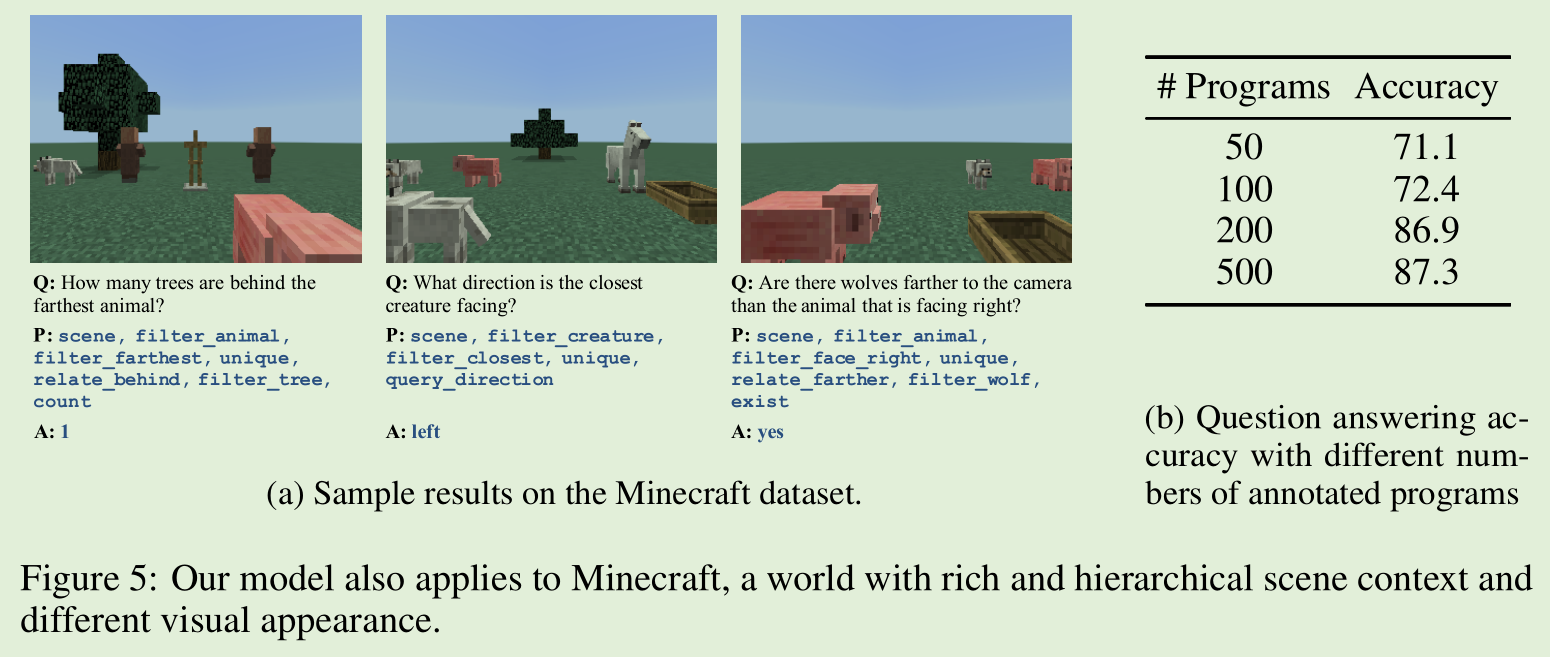 Q: How many trees are behind the
farthest animal?
P: scene, filter_animal,
filter_farthest, unique,
relate_behind, filter_tree,
count
A: 1
Q: What direction is the closest
creature facing?
P: scene, filter_creature,
filter_closest, unique,
query_direction
A: left
Q: Are there wolves farther to the camera
than the animal that is facing right?
P: scene, filter_animal,
filter_face_right, unique,
relate_farther, filter_wolf,
exist
A: yes
(a) Sample results on the Minecraft dataset.
# Programs Accuracy
50 71.1
100 72.4
200 86.9
500 87.3
(b) Question answering ac-
curacy with different num-
bers of annotated programs
Figure 5: Our model also applies to Minecraft, a world with rich and hierarchical scene context and
different visual appearance.